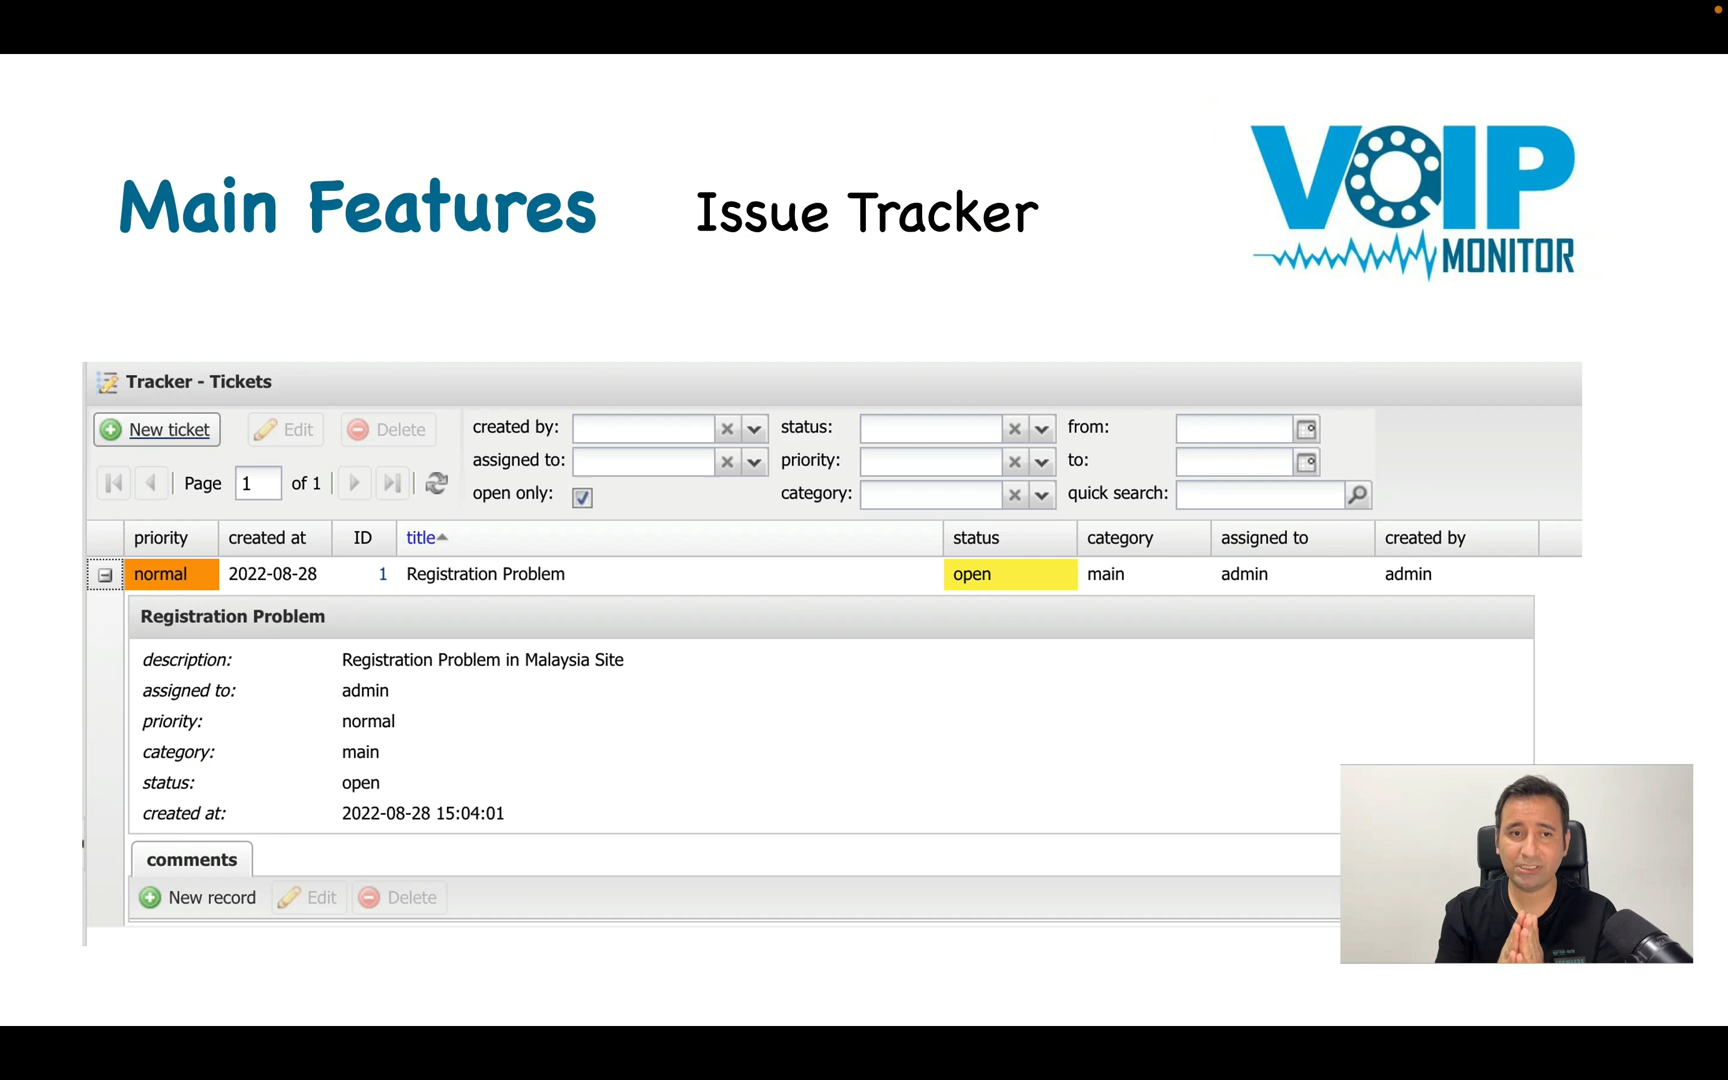 Main Features
Issue Tracker
VOIP
MONITOR
Tracker - Tickets
New ticket Edit Delete
created by: status: from:
assigned to: priority: to:
Page 1 of 1
open only: category: quick search:
priority created at ID title status category assigned to created by
normal 2022-08-28 1 Registration Problem open main admin admin
Registration Problem
description: Registration Problem in Malaysia Site
assigned to: admin
priority: normal
category: main
status: open
created at: 2022-08-28 15:04:01
comments
New record Edit Delete